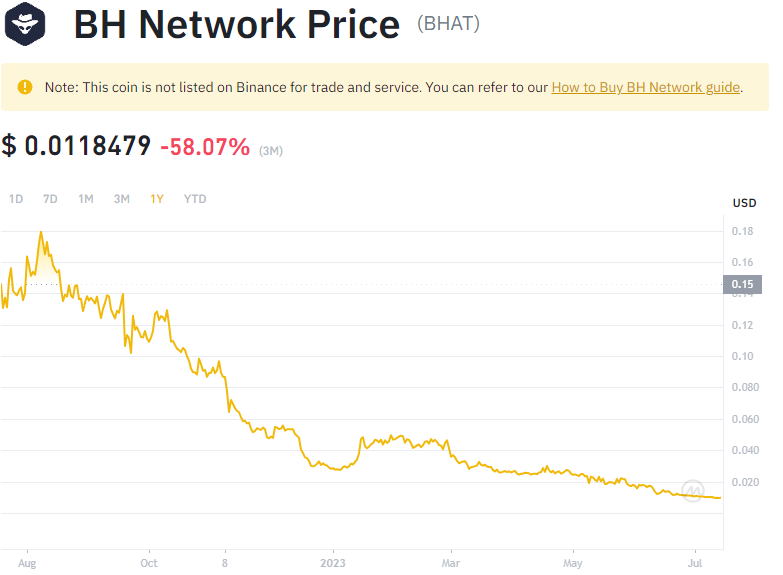 BH Network Price (BHAT)
Note: This coin is not listed on Binance for trade and service. You can refer to our How to Buy BH Network guide.
$ 0.0118479 -58.07% (3M)
1D 7D 1M 3M 1Y YTD
USD
0.18
0.16
0.15
0.14
0.12
0.10
0.080
0.060
0.040
0.020
Aug Oct 8 2023 Mar May Jul